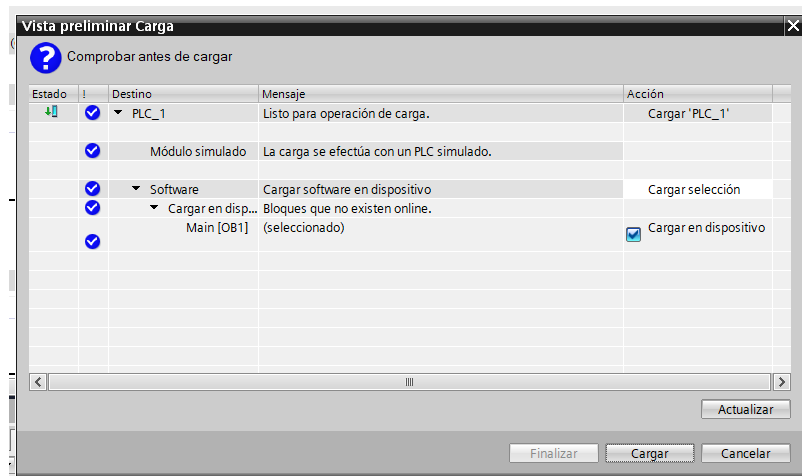 Vista preliminar Carga
Comprobar antes de cargar
Estado ! Destino Mensaje Acción
PLC_1 Listo para operación de carga. Cargar 'PLC_1'
Módulo simulado La carga se efectúa con un PLC simulado.
Software Cargar software en dispositivo Cargar selección
Cargar en disp... Bloques que no existen online.
Main [OB1] (seleccionado) Cargar en dispositivo
Actualizar
Finalizar Cargar Cancelar